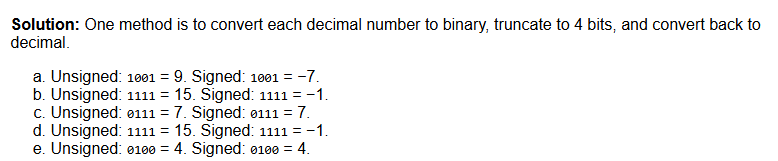 Solution: One method is to convert each decimal number to binary, truncate to 4 bits, and convert back to
decimal.
a. Unsigned: 1001 = 9. Signed: 1001 = −7.
b. Unsigned: 1111 = 15. Signed: 1111 = −1.
c. Unsigned: 0111 = 7. Signed: 0111 = 7.
d. Unsigned: 1111 = 15. Signed: 1111 = −1.
e. Unsigned: 0100 = 4. Signed: 0100 = 4.